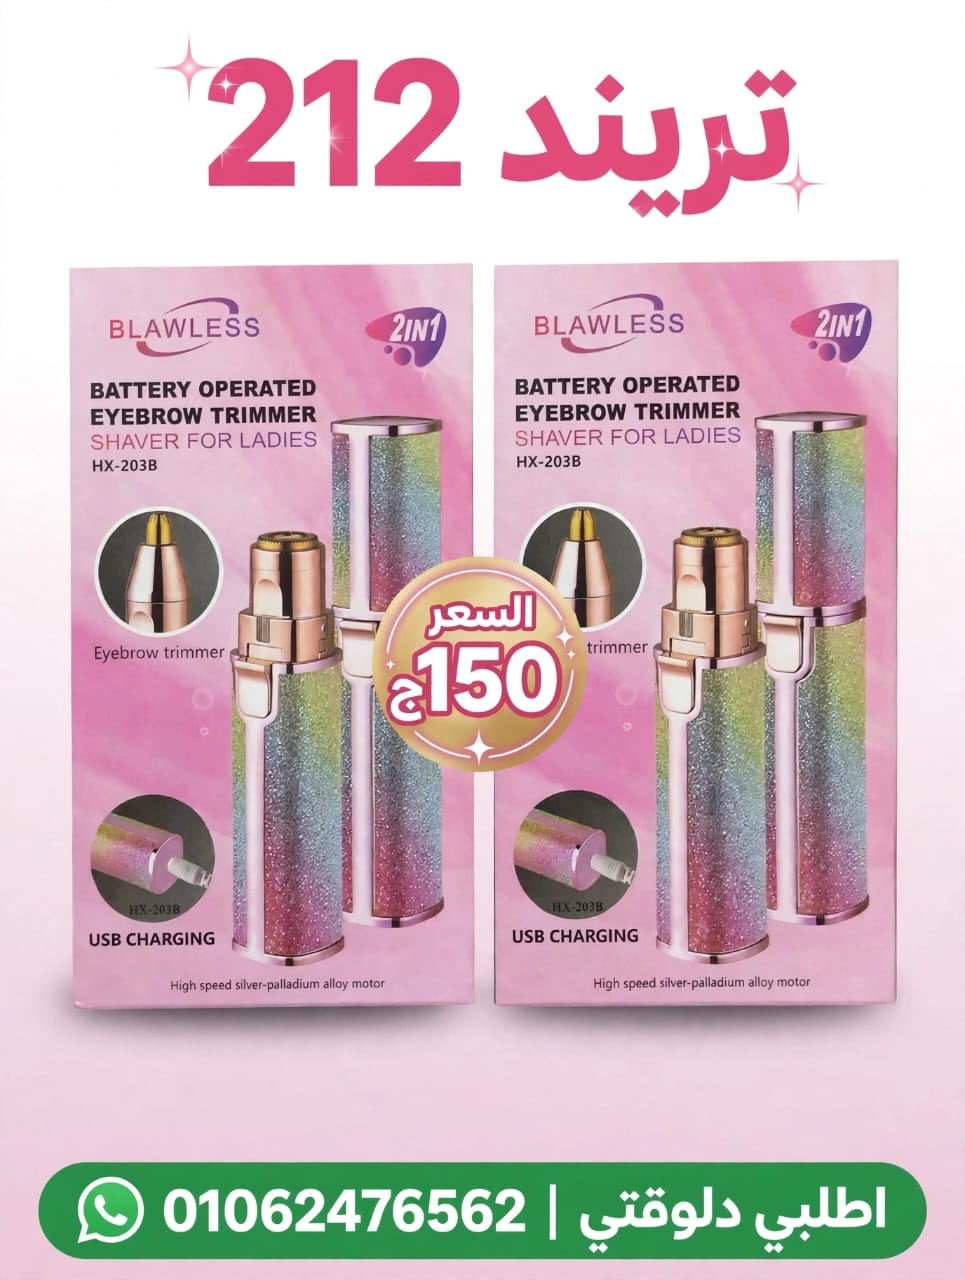 تريند 212
BLAWLESS
2IN1
BATTERY OPERATED
EYEBROW TRIMMER
SHAVER FOR LADIES
HX-203B
Eyebrow trimmer
HX-203B
USB CHARGING
High speed silver-palladium alloy motor
BLAWLESS
2IN1
BATTERY OPERATED
EYEBROW TRIMMER
SHAVER FOR LADIES
HX-203B
trimmer
HX-203B
USB CHARGING
High speed silver-palladium alloy motor
السعر
150ج
اطلبي دلوقتي | 01062476562